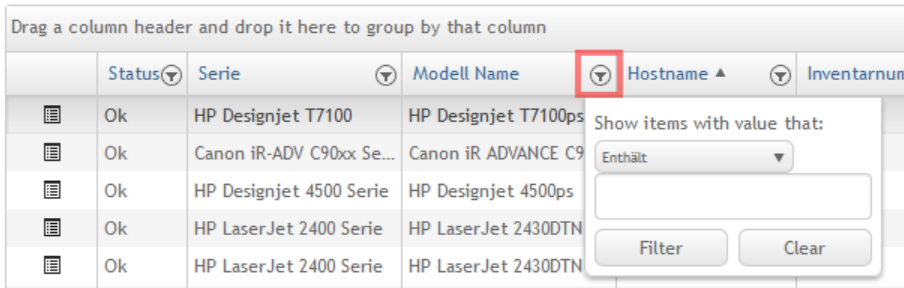 Drag a column header and drop it here to group by that column
Status Serie Modell Name Hostname Inventarnum
Ok HP Designjet T7100 HP Designjet T7100ps
Show items with value that:
Ok Canon iR-ADV C90xx Se... Canon iR ADVANCE C9
Enthält
Ok HP Designjet 4500 Serie HP Designjet 4500ps
Ok HP LaserJet 2400 Serie HP LaserJet 2430DTN
Filter Clear
Ok HP LaserJet 2400 Serie HP LaserJet 2430DTN